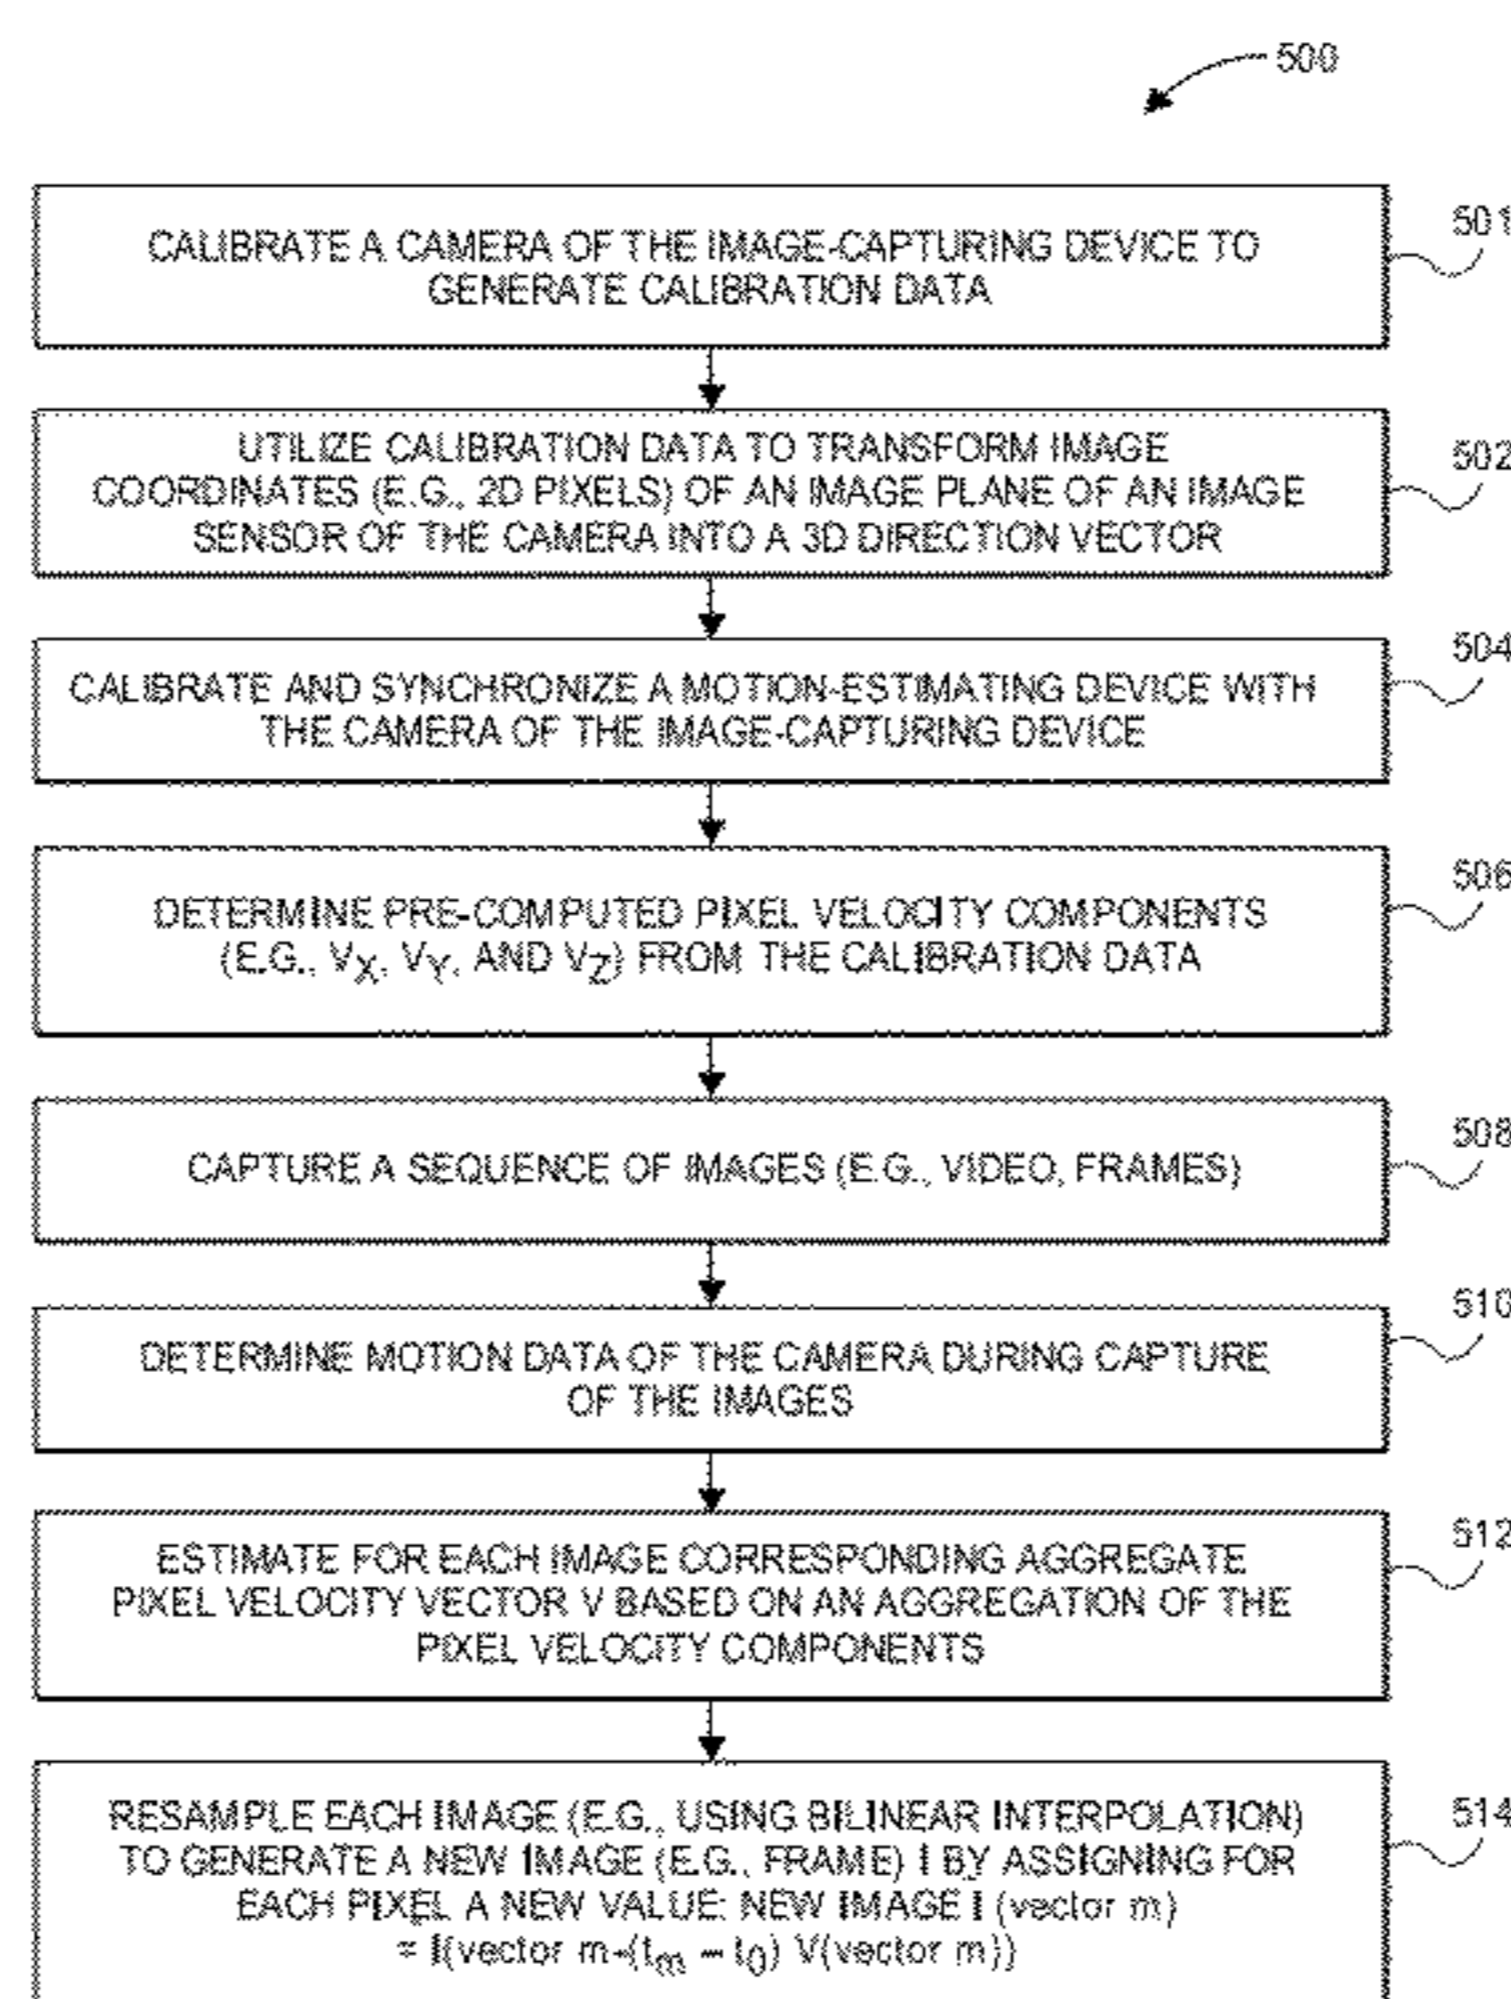 500
CALIBRATE A CAMERA OF THE IMAGE-CAPTURING DEVICE TO
GENERATE CALIBRATION DATA
501
UTILIZE CALIBRATION DATA TO TRANSFORM IMAGE
COORDINATES (E.G., 2D PIXELS) OF AN IMAGE PLANE OF AN IMAGE
SENSOR OF THE CAMERA INTO A 3D DIRECTION VECTOR
502
CALIBRATE AND SYNCHRONIZE A MOTION-ESTIMATING DEVICE WITH
THE CAMERA OF THE IMAGE-CAPTURING DEVICE
504
DETERMINE PRE-COMPUTED PIXEL VELOCITY COMPONENTS
(E.G., VX, VY, AND VZ) FROM THE CALIBRATION DATA
506
CAPTURE A SEQUENCE OF IMAGES (E.G., VIDEO, FRAMES)
508
DETERMINE MOTION DATA OF THE CAMERA DURING CAPTURE
OF THE IMAGES
510
ESTIMATE FOR EACH IMAGE CORRESPONDING AGGREGATE
PIXEL VELOCITY VECTOR V BASED ON AN AGGREGATION OF THE
PIXEL VELOCITY COMPONENTS
512
RESAMPLE EACH IMAGE (E.G., USING BILINEAR INTERPOLATION)
TO GENERATE A NEW IMAGE (E.G., FRAME) I BY ASSIGNING FOR
EACH PIXEL A NEW VALUE: NEW IMAGE I (vector m)
= I(vector m-(tm – t0) V(vector m))
514